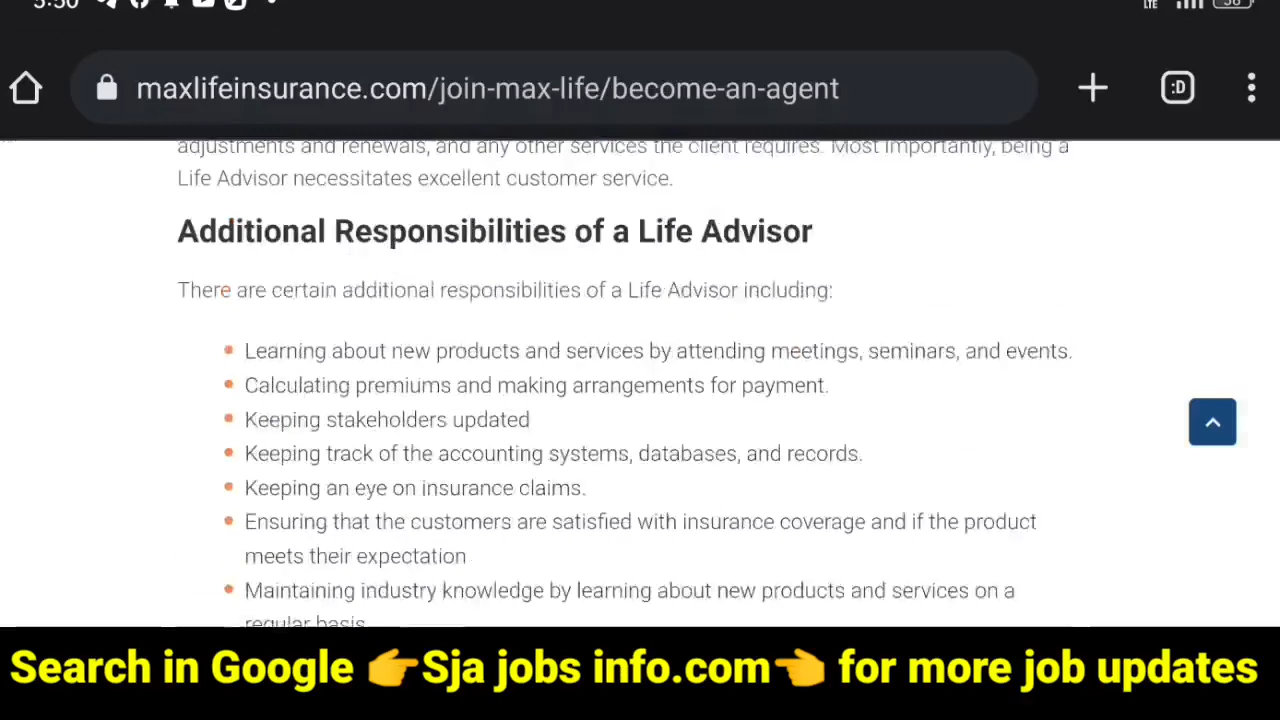 5:50
LTE
58
maxlifeinsurance.com/join-max-life/become-an-agent
:D
adjustments and renewals, and any other services the client requires. Most importantly, being a
Life Advisor necessitates excellent customer service.
Additional Responsibilities of a Life Advisor
There are certain additional responsibilities of a Life Advisor including:
Learning about new products and services by attending meetings, seminars, and events.
Calculating premiums and making arrangements for payment.
Keeping stakeholders updated
Keeping track of the accounting systems, databases, and records.
Keeping an eye on insurance claims.
Ensuring that the customers are satisfied with insurance coverage and if the product
meets their expectation
Maintaining industry knowledge by learning about new products and services on a
regular basis
Search in Google 👉Sja jobs info.com👈 for more job updates